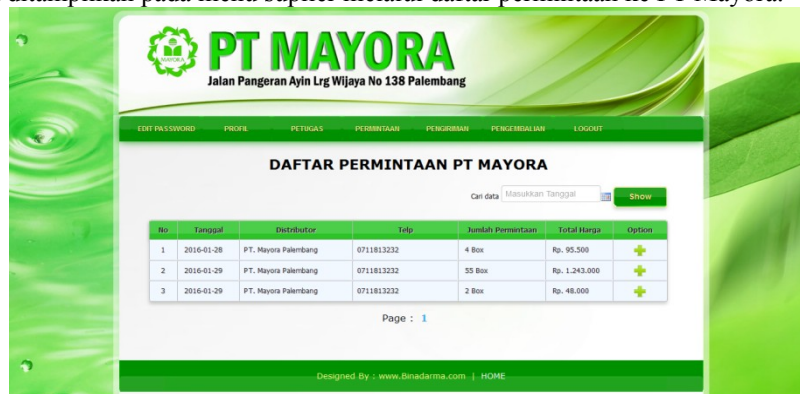 ditampilkan pada menu suplier melalui daftar permintaan ke PT Mayora.
MAYORA
PT MAYORA
Jalan Pangeran Ayin Lrg Wijaya No 138 Palembang
EDIT PASSWORD PROFIL PETUGAS PERMINTAAN PENGIRIMAN PENGEMBALIAN LOGOUT
DAFTAR PERMINTAAN PT MAYORA
Cari data Masukkan Tanggal Show
No Tanggal Distributor Telp Jumlah Permintaan Total Harga Option
1 2016-01-28 PT. Mayora Palembang 0711813232 4 Box Rp. 95.500
2 2016-01-29 PT. Mayora Palembang 0711813232 55 Box Rp. 1.243.000
3 2016-01-29 PT. Mayora Palembang 0711813232 2 Box Rp. 48.000
Page : 1
Designed By : www.Binadarma.com | HOME